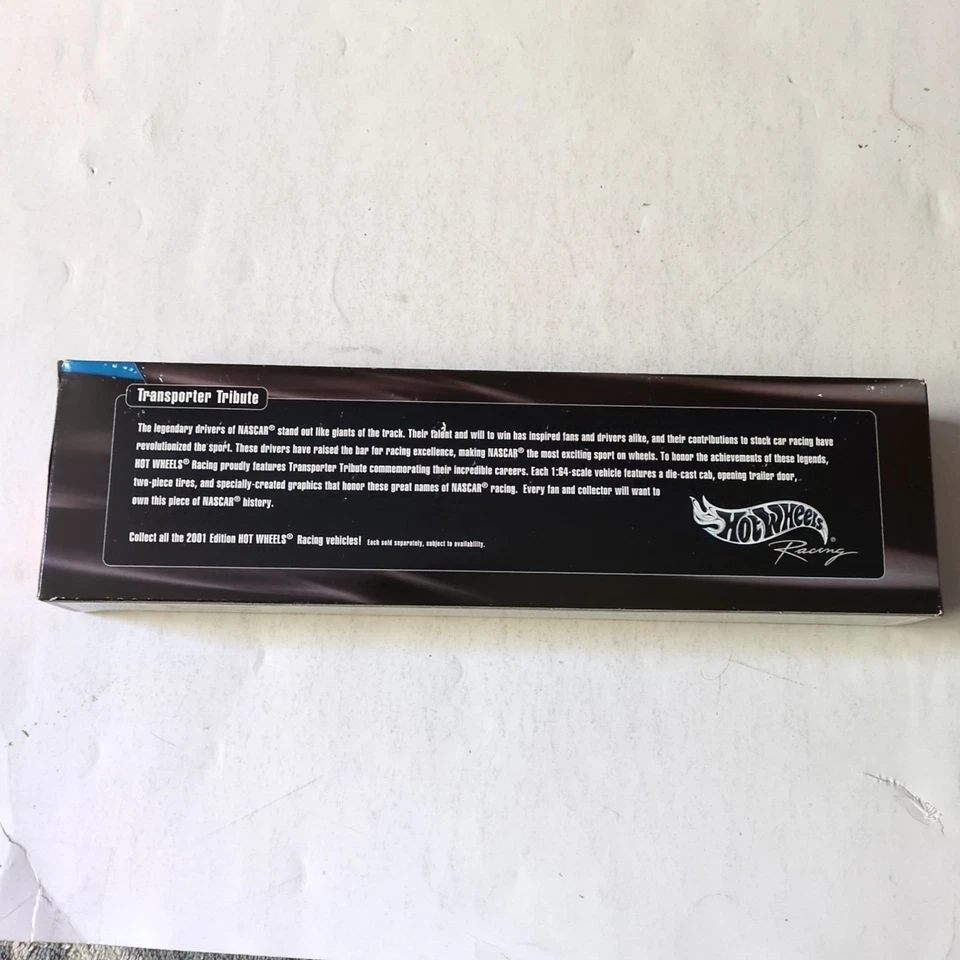 Transporter Tribute
The legendary drivers of NASCAR® stand out like giants of the track. Their talent and will to win has inspired fans and drivers alike, and their contributions to stock car racing have
revolutionized the sport. These drivers have raised the bar for racing excellence, making NASCAR® the most exciting sport on wheels. To honor the achievements of these legends,
HOT WHEELS® Racing proudly features Transporter Tribute commemorating their incredible careers. Each 1:64-scale vehicle features a die-cast cab, opening trailer door,
two-piece tires, and specially-created graphics that honor these great names of NASCAR® racing. Every fan and collector will want to
own this piece of NASCAR® history.
Collect all the 2001 Edition HOT WHEELS® Racing vehicles! Each sold separately, subject to availability.
Hot Wheels®
Racing